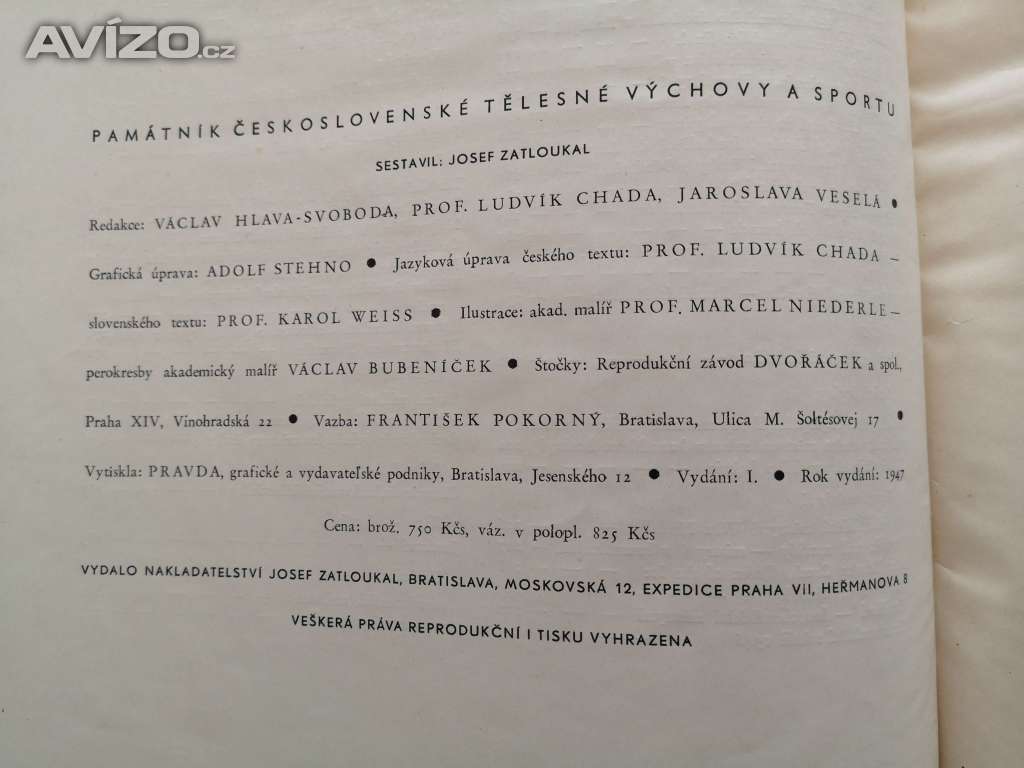 AVÍZO.cz
PAMÁTNÍK ČESKOSLOVENSKÉ TĚLESNÉ VÝCHOVY A SPORTU
SESTAVIL: JOSEF ZATLOUKAL
Redakce: VÁCLAV HLAVA-SVOBODA, PROF. LUDVÍK CHADA, JAROSLAVA VESELÁ ●
Grafická úprava: ADOLF STEHNO ● Jazyková úprava českého textu: PROF. LUDVÍK CHADA –
slovenského textu: PROF. KAROL WEISS ● Ilustrace: akad. malíř PROF. MARCEL NIEDERLE –
perokresby akademický malíř VÁCLAV BUBENÍČEK ● Štočky: Reprodukční závod DVOŘÁČEK a spol.,
Praha XIV, Vinohradská 22 ● Vazba: FRANTIŠEK POKORNÝ, Bratislava, Ulica M. Šoltésovej 17 ●
Vytiskla: PRAVDA, grafické a vydavateľské podniky, Bratislava, Jesenského 12 ● Vydání: I. ● Rok vydání: 1947
Cena: brož. 750 Kčs, váz. v polopl. 825 Kčs
VYDALO NAKLADATELSTVÍ JOSEF ZATLOUKAL, BRATISLAVA, MOSKOVSKÁ 12, EXPEDICE PRAHA VII, HEŘMANOVA 8
VEŠKERÁ PRÁVA REPRODUKČNÍ I TISKU VYHRAZENA